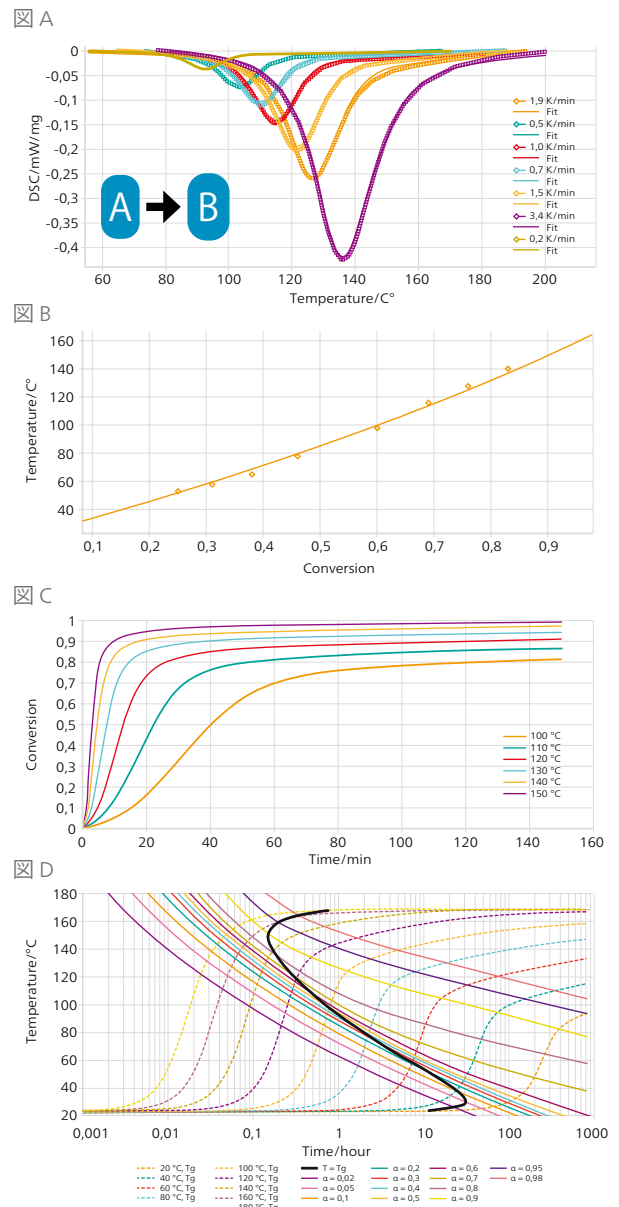 図 A
0
-0,05
-0,1
-0,15
-0,2
-0,25
-0,3
-0,35
-0,4
DSC/mW/mg
A
B
1,9 K/min
Fit
0,5 K/min
Fit
1,0 K/min
Fit
0,7 K/min
Fit
1,5 K/min
Fit
3,4 K/min
Fit
0,2 K/min
Fit
60 80 100 120 140 160 180 200
Temperature/C°
図 B
160
140
120
100
80
60
40
Temperature/C°
0,1 0,2 0,3 0,4 0,5 0,6 0,7 0,8 0,9
Conversion
図 C
1
0,9
0,8
0,7
0,6
0,5
0,4
0,3
0,2
0,1
0
Conversion
100 °C
110 °C
120 °C
130 °C
140 °C
150 °C
0 20 40 60 80 100 120 140 160
Time/min
図 D
180
160
140
120
100
80
60
40
20
Temperature/°C
0,001 0,01 0,1 1 10 100 1000
Time/hour
20 °C, Tg 100 °C, Tg T = Tg α = 0,2 α = 0,6 α = 0,95
40 °C, Tg 120 °C, Tg α = 0,02 α = 0,3 α = 0,7 α = 0,98
60 °C, Tg 140 °C, Tg α = 0,05 α = 0,4 α = 0,8
80 °C, Tg 160 °C, Tg α = 0,1 α = 0,5 α = 0,9
180 °C, Tg